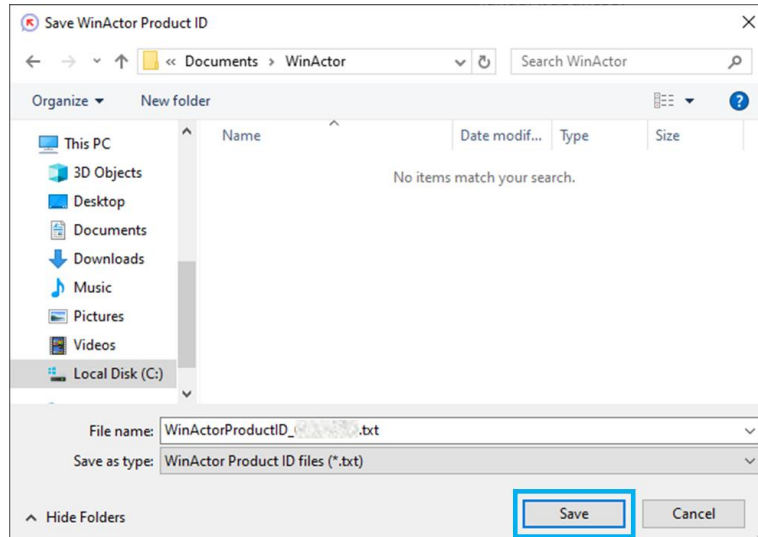 Save WinActor Product ID
« Documents › WinActor
Search WinActor
Organize
New folder
Name
Date modif...
Type
Size
No items match your search.
This PC
3D Objects
Desktop
Documents
Downloads
Music
Pictures
Videos
Local Disk (C:)
File name: WinActorProductID_ .txt
Save as type: WinActor Product ID files (*.txt)
Hide Folders
Save
Cancel